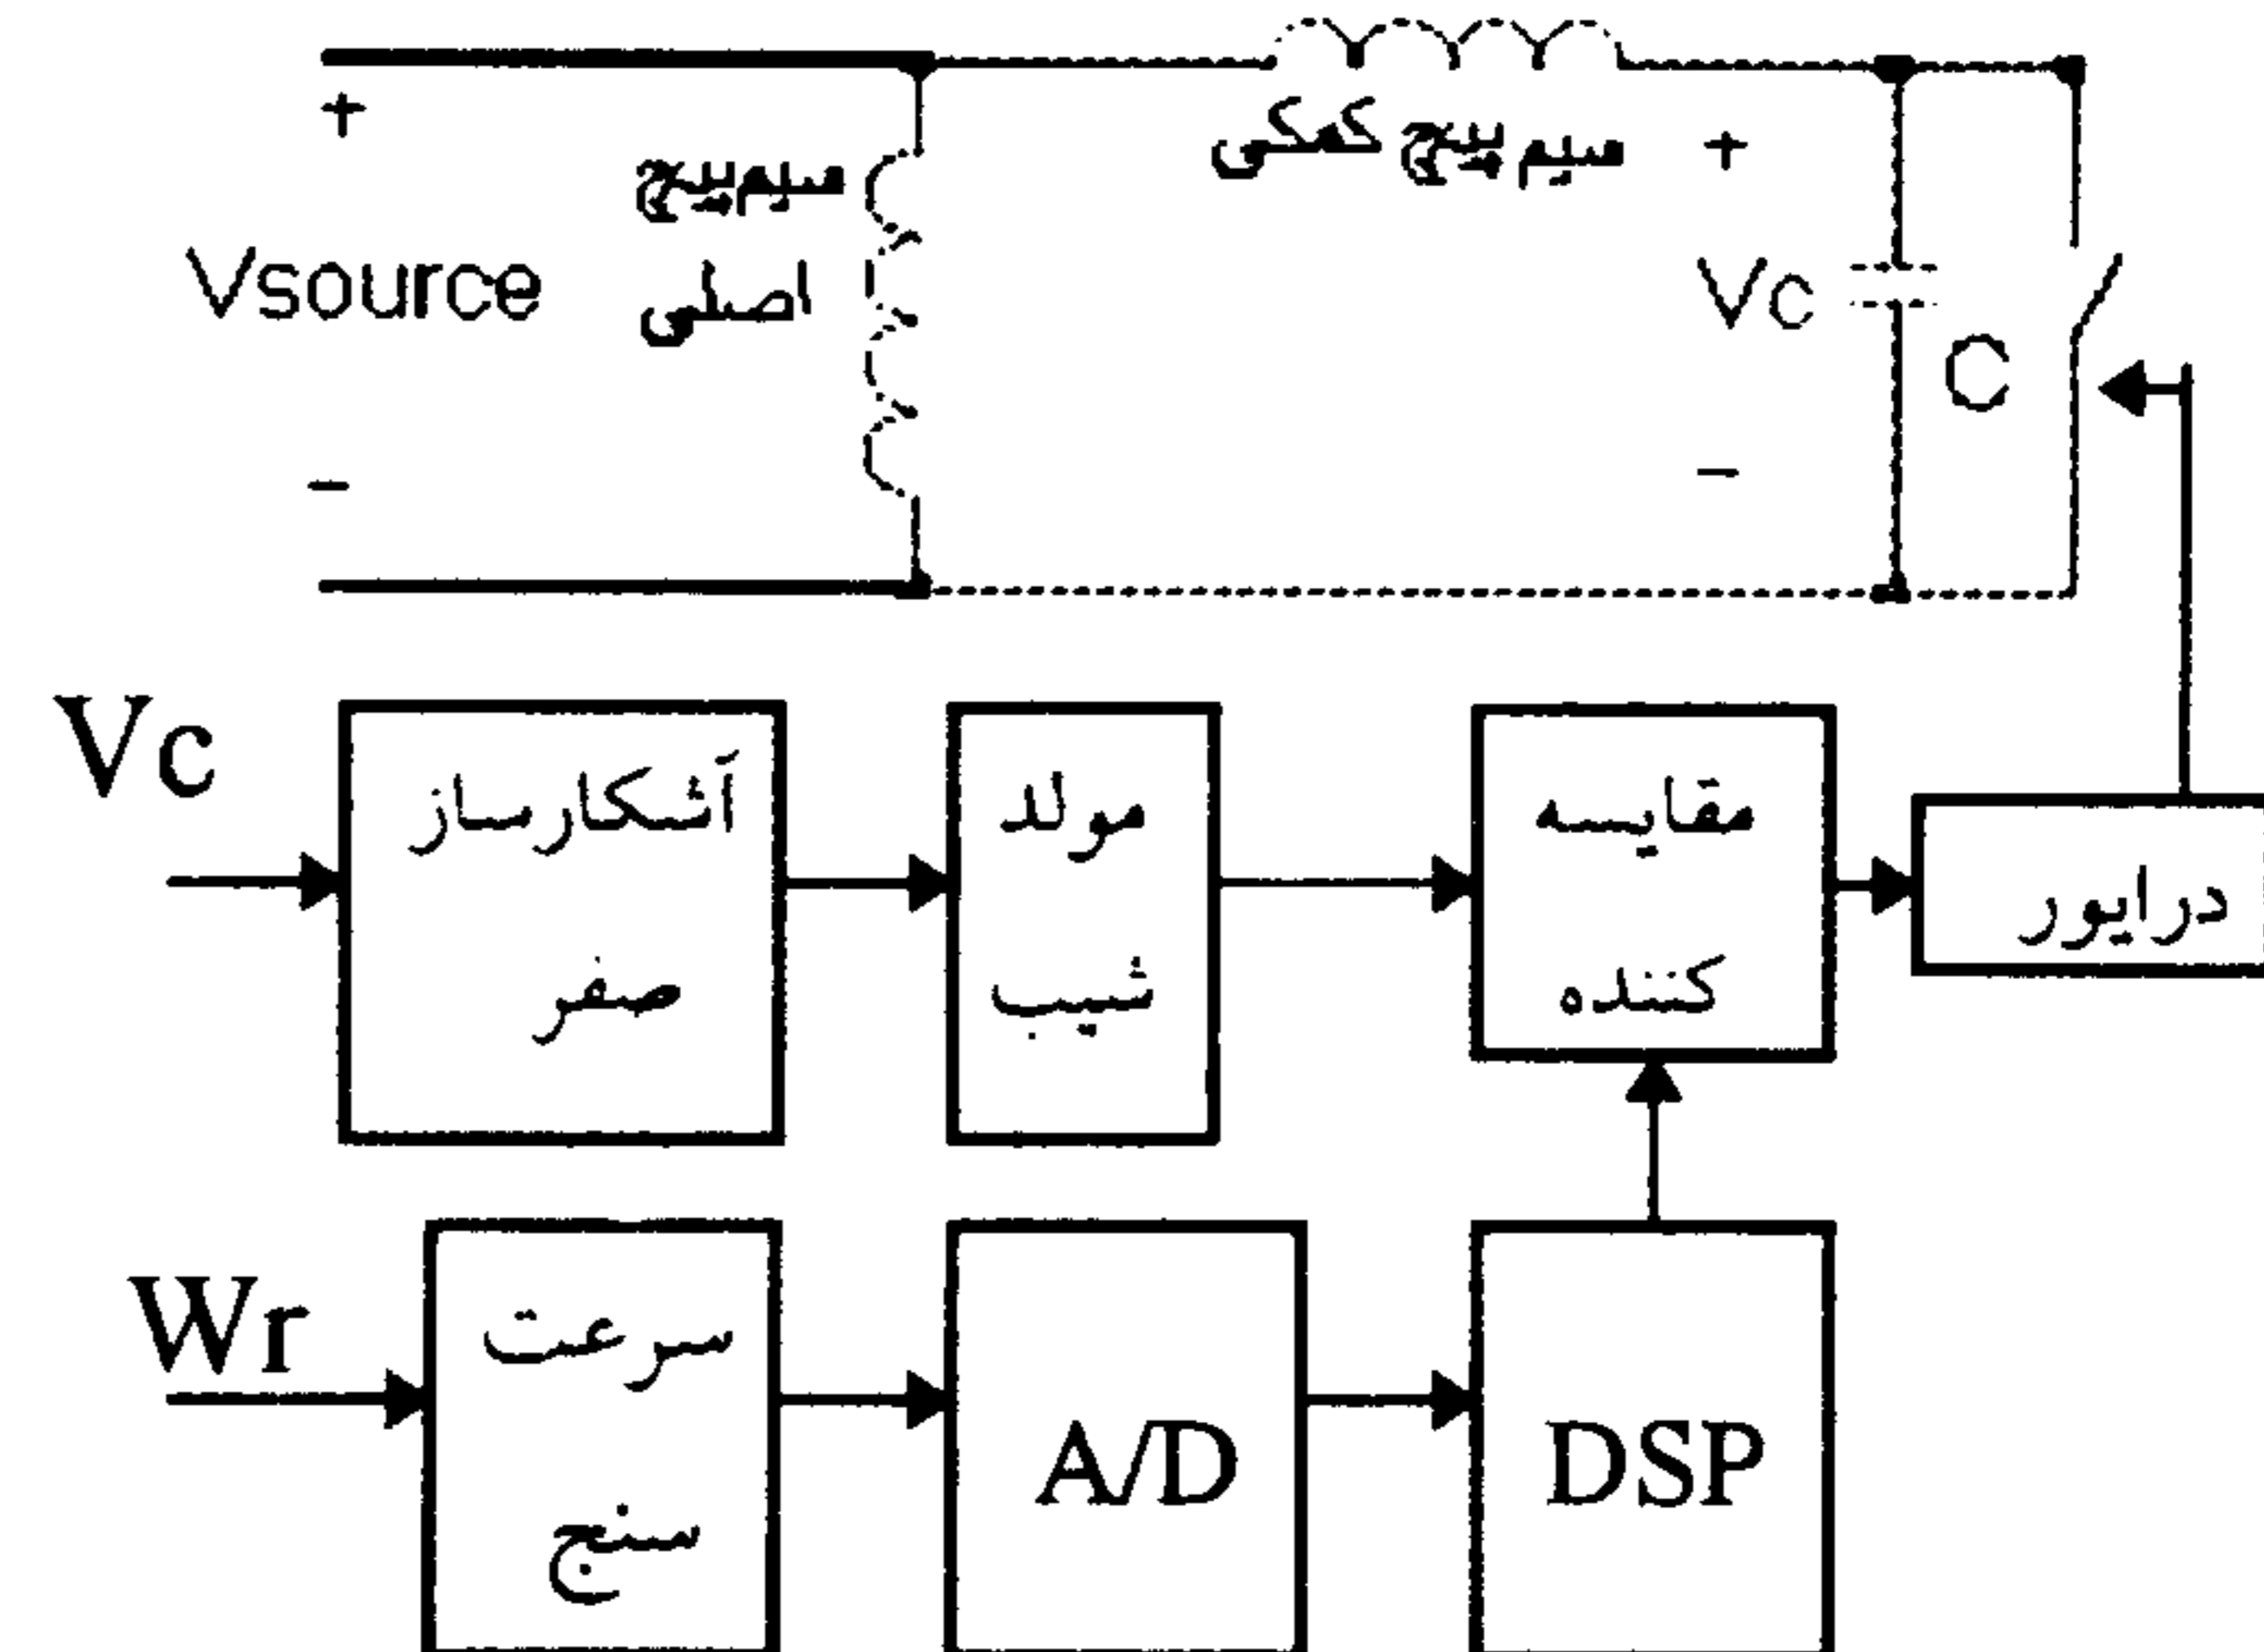 +
سیم‌پیچ کمکی
+
سیم‌پیچ
اصلی
Vsource
Vc
C
−
−
Vc
آشکارساز
صفر
مولد
شیب
مقایسه
کننده
درایور
Wr
سرعت
سنج
A/D
DSP